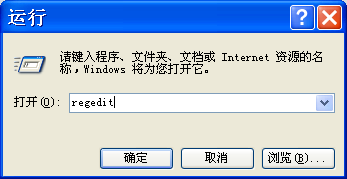 运行
请键入程序、文件夹、文档或 Internet 资源的名
称，Windows 将为您打开它。
打开(O): regedit
确定 取消 浏览(B)...